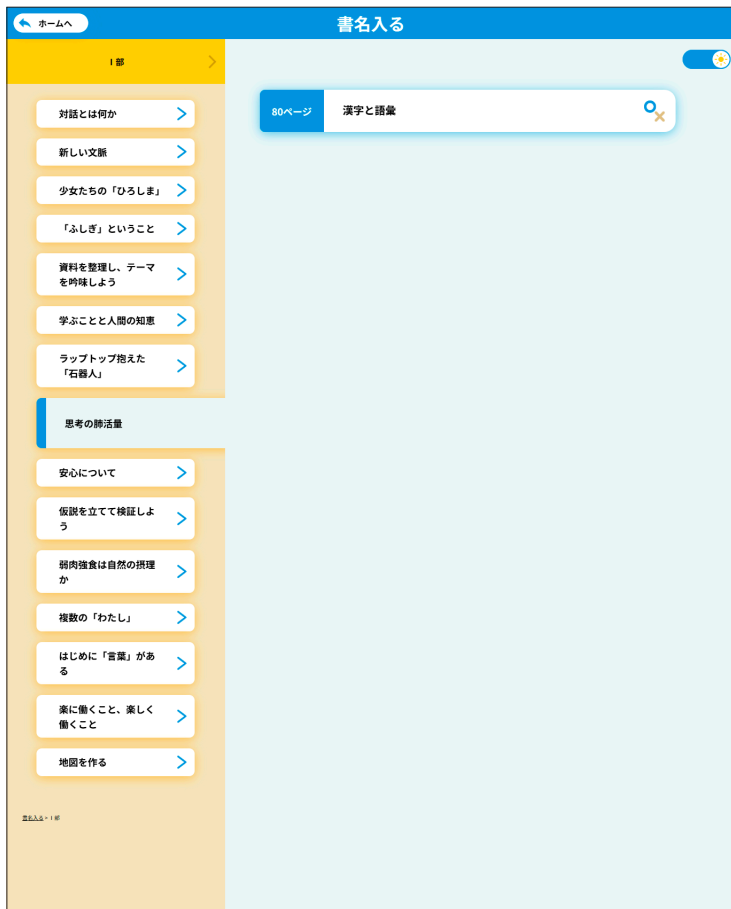 ホームへ
書名入る
Ⅰ部
対話とは何か
新しい文脈
少女たちの「ひろしま」
「ふしぎ」ということ
資料を整理し、テーマ
を吟味しよう
学ぶことと人間の知恵
ラップトップ抱えた
「石器人」
思考の肺活量
安心について
仮説を立てて検証しよ
う
弱肉強食は自然の摂理
か
複数の「わたし」
はじめに「言葉」があ
る
楽に働くこと、楽しく
働くこと
地図を作る
書名入る > Ⅰ部
80ページ
漢字と語彙